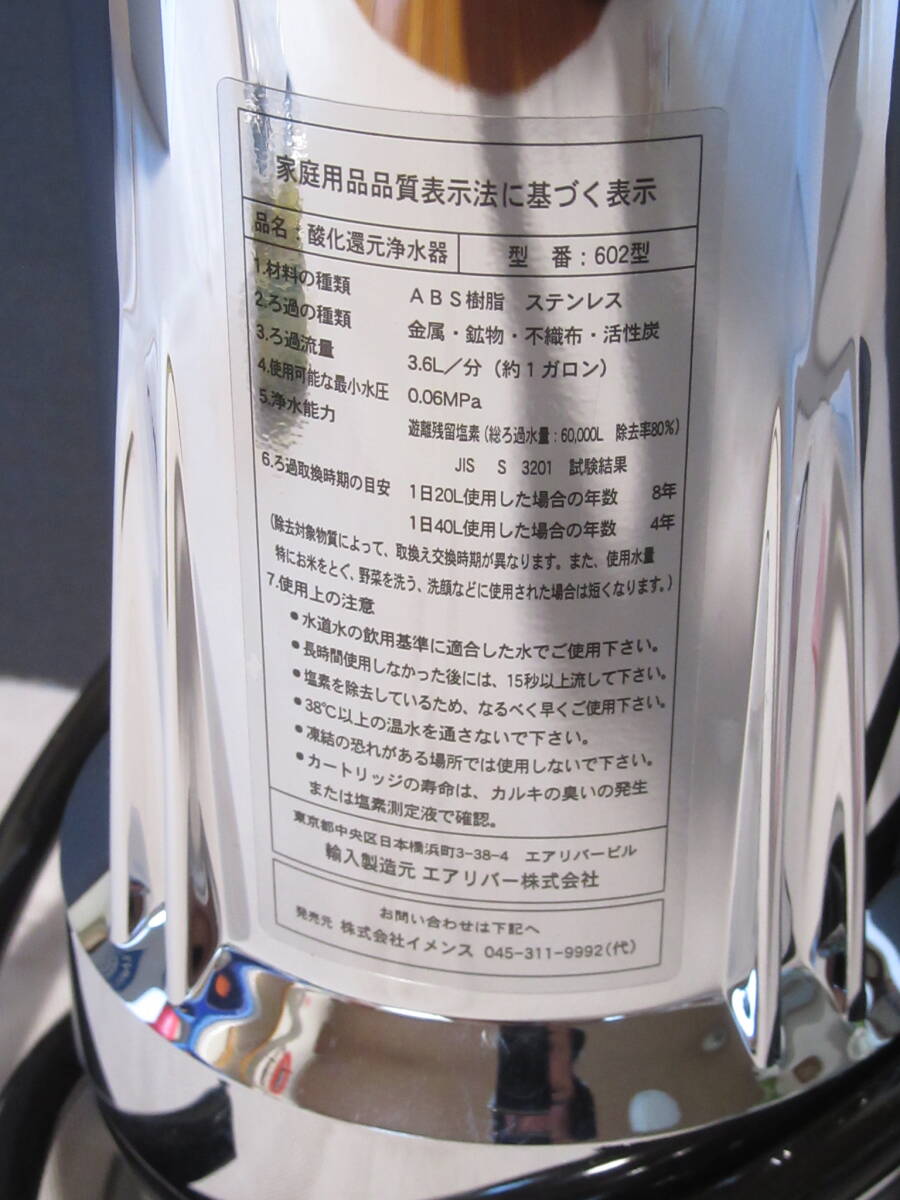 家庭用品品質表示法に基づく表示
品名：酸化還元浄水器　型　番：602型
1.材料の種類　ABS樹脂　ステンレス
2.ろ過の種類　金属・鉱物・不織布・活性炭
3.ろ過流量　3.6L／分（約1ガロン）
4.使用可能な最小水圧　0.06MPa
5.浄水能力　遊離残留塩素（総ろ過水量：60,000L　除去率80%）
JIS　S　3201　試験結果
6.ろ過取換時期の目安　1日20L使用した場合の年数　8年
1日40L使用した場合の年数　4年
（除去対象物質によって、取換え交換時期が異なります。また、使用水量
特にお米をとぐ、野菜を洗う、洗顔などに使用された場合は短くなります。）
7.使用上の注意
●水道水の飲用基準に適合した水でご使用下さい。
●長時間使用しなかった後には、15秒以上流して下さい。
●塩素を除去しているため、なるべく早くご使用下さい。
●38℃以上の温水を通さないで下さい。
●凍結の恐れがある場所では使用しないで下さい。
●カートリッジの寿命は、カルキの臭いの発生
または塩素測定液で確認。
東京都中央区日本橋浜町3-38-4　エアリバービル
輸入製造元 エアリバー株式会社
お問い合わせは下記へ
発売元 株式会社イメンス 045-311-9992(代)